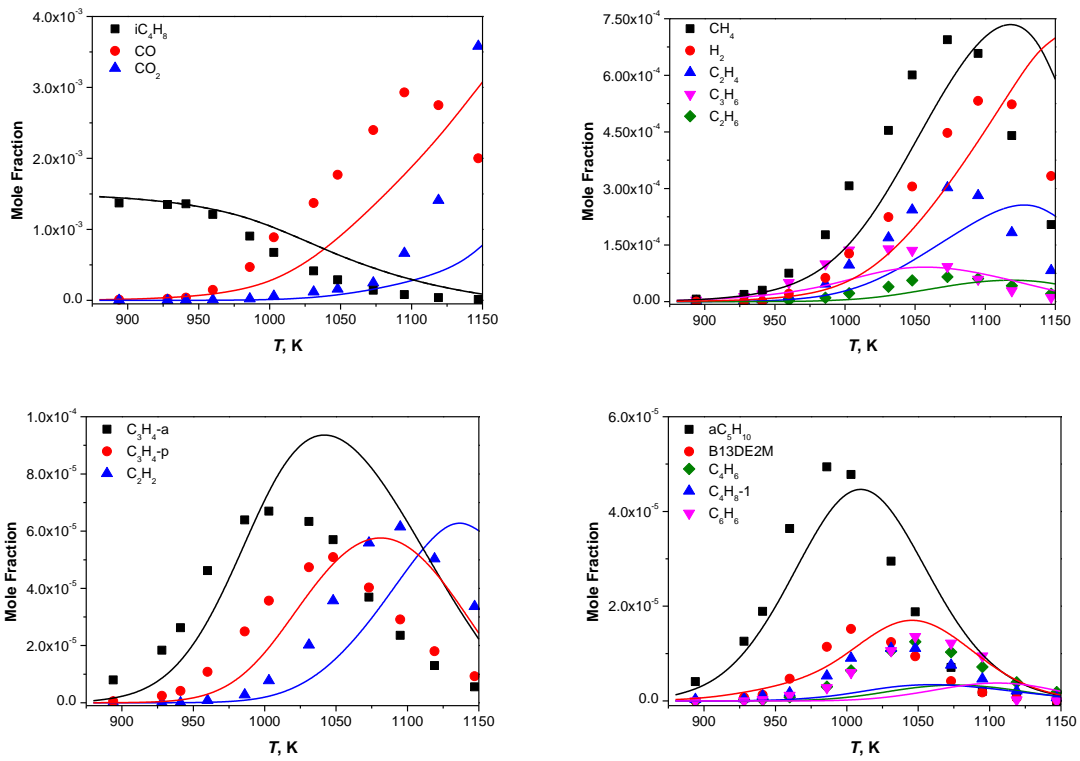 4.0x10⁻³
3.0x10⁻³
2.0x10⁻³
1.0x10⁻³
0.0
Mole Fraction
iC₄H₈
CO
CO₂
900 950 1000 1050 1100 1150
T, K
7.50x10⁻⁴
6.00x10⁻⁴
4.50x10⁻⁴
3.00x10⁻⁴
1.50x10⁻⁴
0.00
Mole Fraction
CH₄
H₂
C₂H₄
C₃H₆
C₂H₆
900 950 1000 1050 1100 1150
T, K
1.0x10⁻⁴
8.0x10⁻⁵
6.0x10⁻⁵
4.0x10⁻⁵
2.0x10⁻⁵
0.0
Mole Fraction
C₃H₄-a
C₃H₄-p
C₂H₂
900 950 1000 1050 1100 1150
T, K
6.0x10⁻⁵
4.0x10⁻⁵
2.0x10⁻⁵
0.0
Mole Fraction
aC₅H₁₀
B13DE2M
C₄H₆
C₄H₈-1
C₆H₆
900 950 1000 1050 1100 1150
T, K